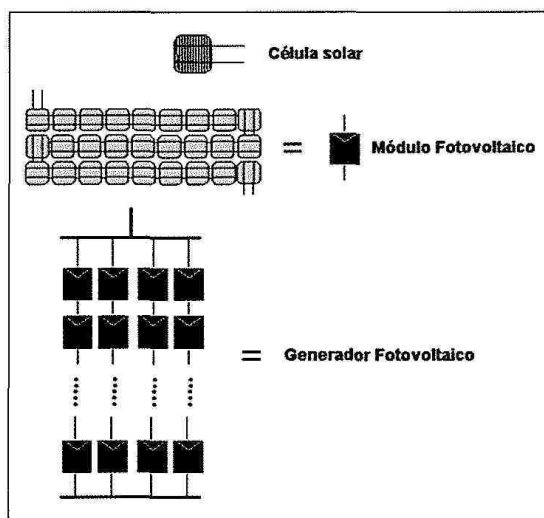 Célula solar
= Módulo Fotovoltaico
= Generador Fotovoltaico